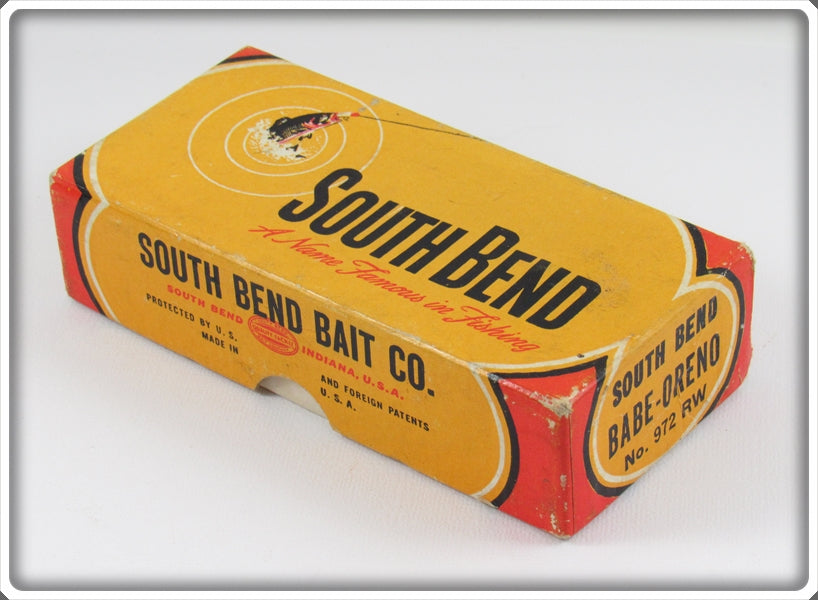 SOUTH BEND
A Name Famous in Fishing
SOUTH BEND BAIT CO.
SOUTH BEND INDIANA, U.S.A.
PROTECTED BY U.S. AND FOREIGN PATENTS
MADE IN U.S.A.
SOUTH BEND
BABE-ORENO
No. 972 RW